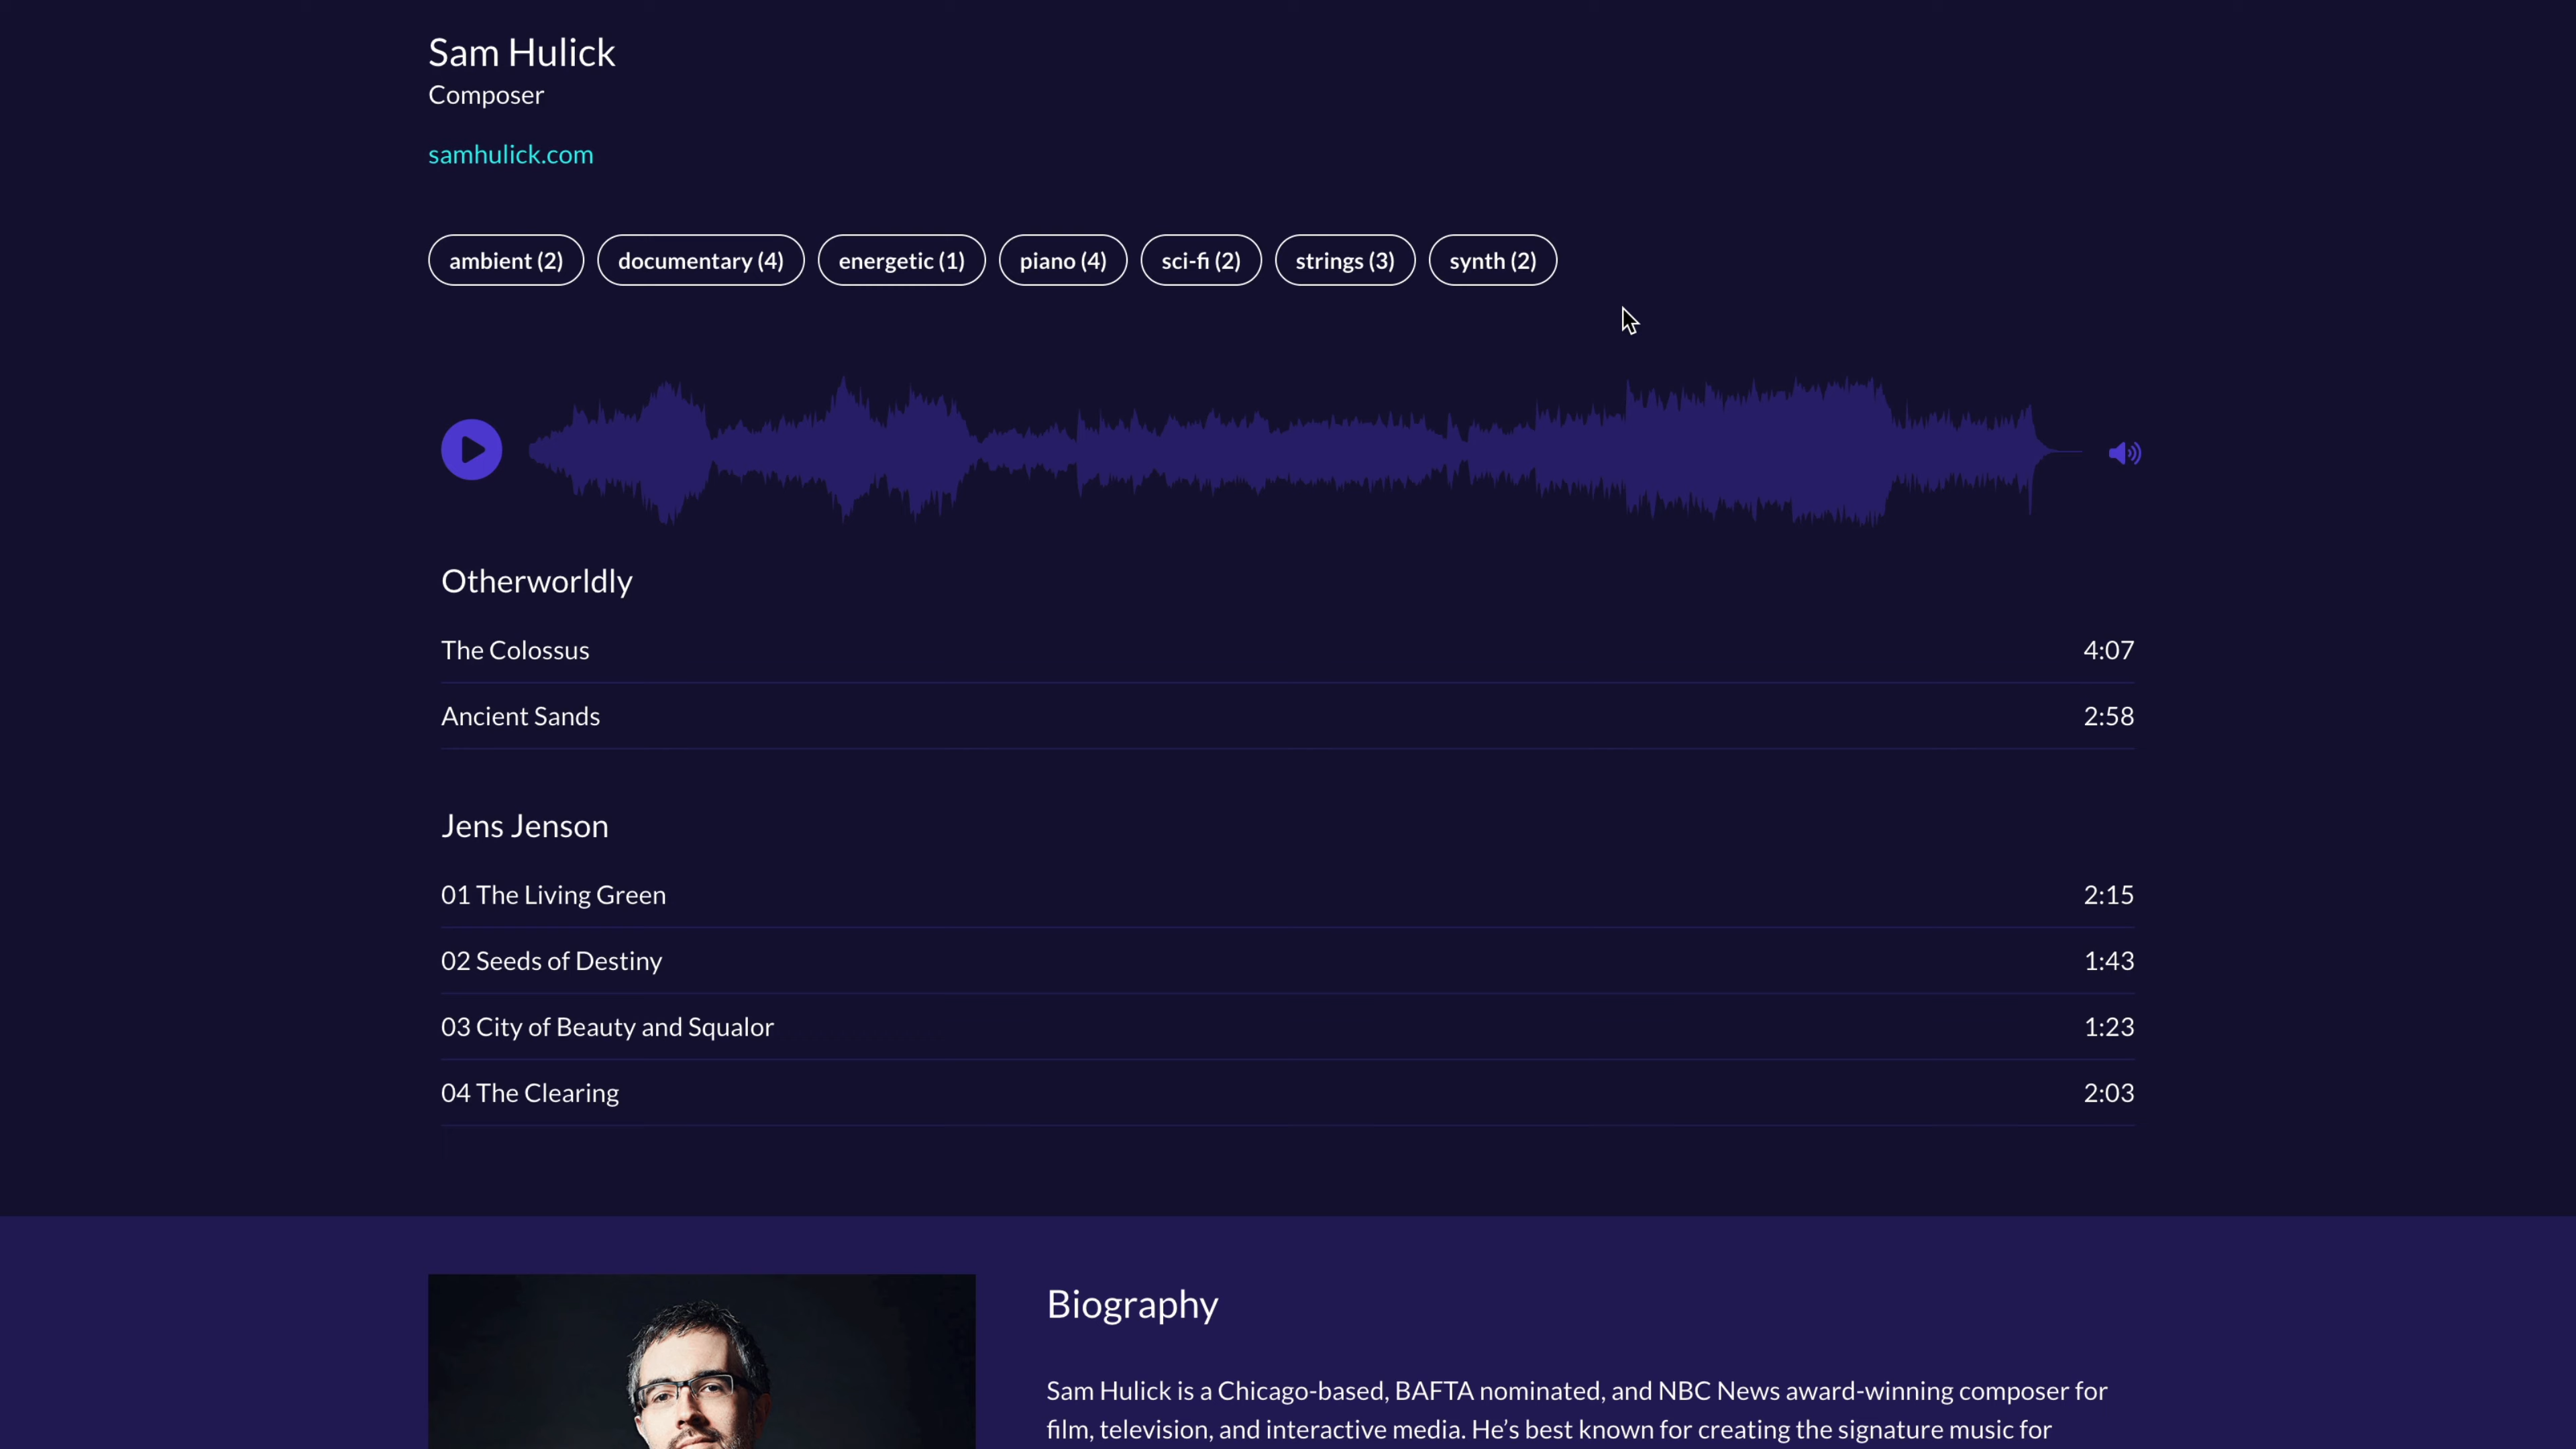 Sam Hulick
Composer
samhulick.com
ambient (2) documentary (4) energetic (1) piano (4) sci-fi (2) strings (3) synth (2)
Otherworldly
The Colossus 4:07
Ancient Sands 2:58
Jens Jenson
01 The Living Green 2:15
02 Seeds of Destiny 1:43
03 City of Beauty and Squalor 1:23
04 The Clearing 2:03
Biography
Sam Hulick is a Chicago-based, BAFTA nominated, and NBC News award-winning composer for
film, television, and interactive media. He’s best known for creating the signature music for